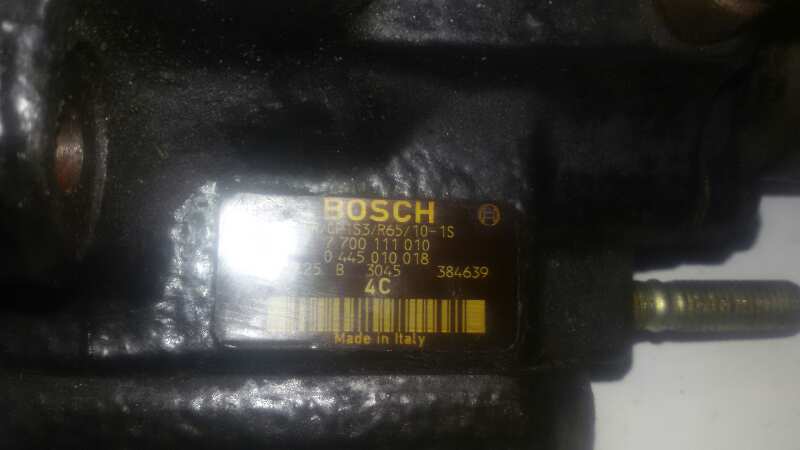 BOSCH
/CP1S3/R65/10-1S
7 700 111 010
0 445 010 018
B 3045 384639
4C
Made in Italy